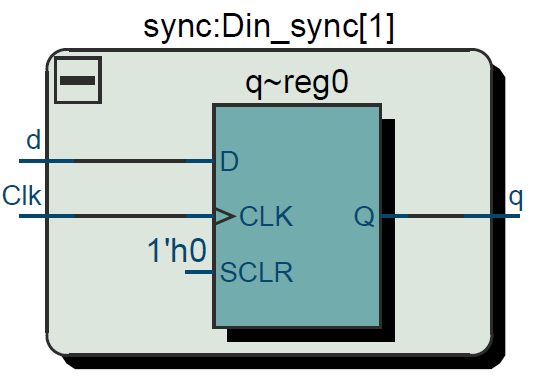 sync:Din_sync[1]
q~reg0
d
D
Clk
CLK
Q
q
1'h0
SCLR